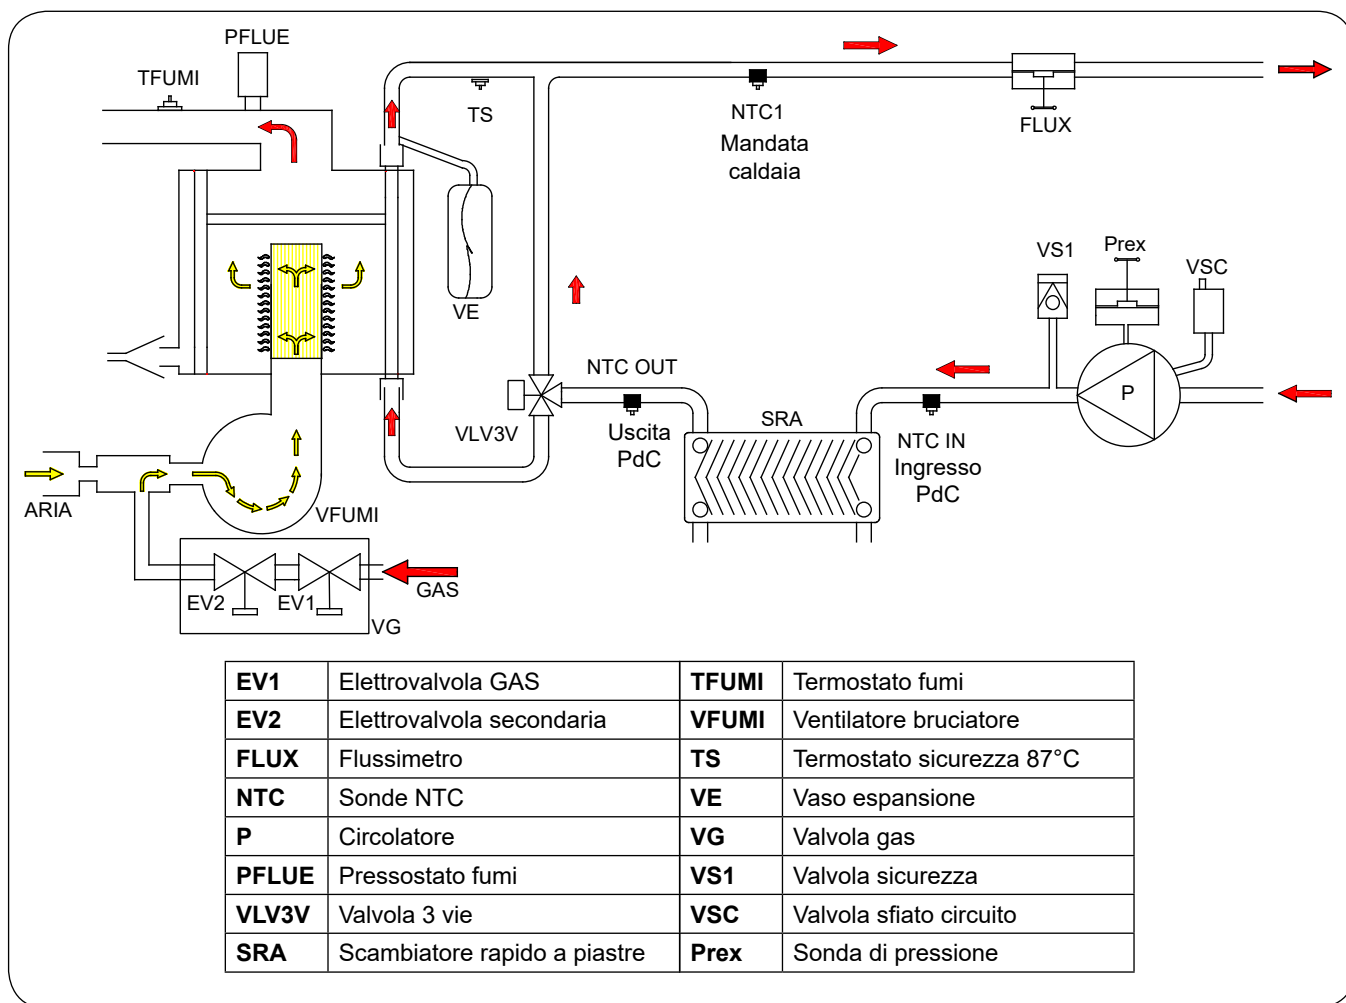 PFLUE
TFUMI
TS
NTC1
Mandata
caldaia
FLUX
VS1
Prex
VSC
VE
NTC OUT
P
VLV3V
Uscita
PdC
SRA
NTC IN
Ingresso
PdC
ARIA
VFUMI
EV2
EV1
GAS
VG
EV1 Elettrovalvola GAS TFUMI Termostato fumi
EV2 Elettrovalvola secondaria VFUMI Ventilatore bruciatore
FLUX Flussimetro TS Termostato sicurezza 87°C
NTC Sonde NTC VE Vaso espansione
P Circolatore VG Valvola gas
PFLUE Pressostato fumi VS1 Valvola sicurezza
VLV3V Valvola 3 vie VSC Valvola sfiato circuito
SRA Scambiatore rapido a piastre Prex Sonda di pressione